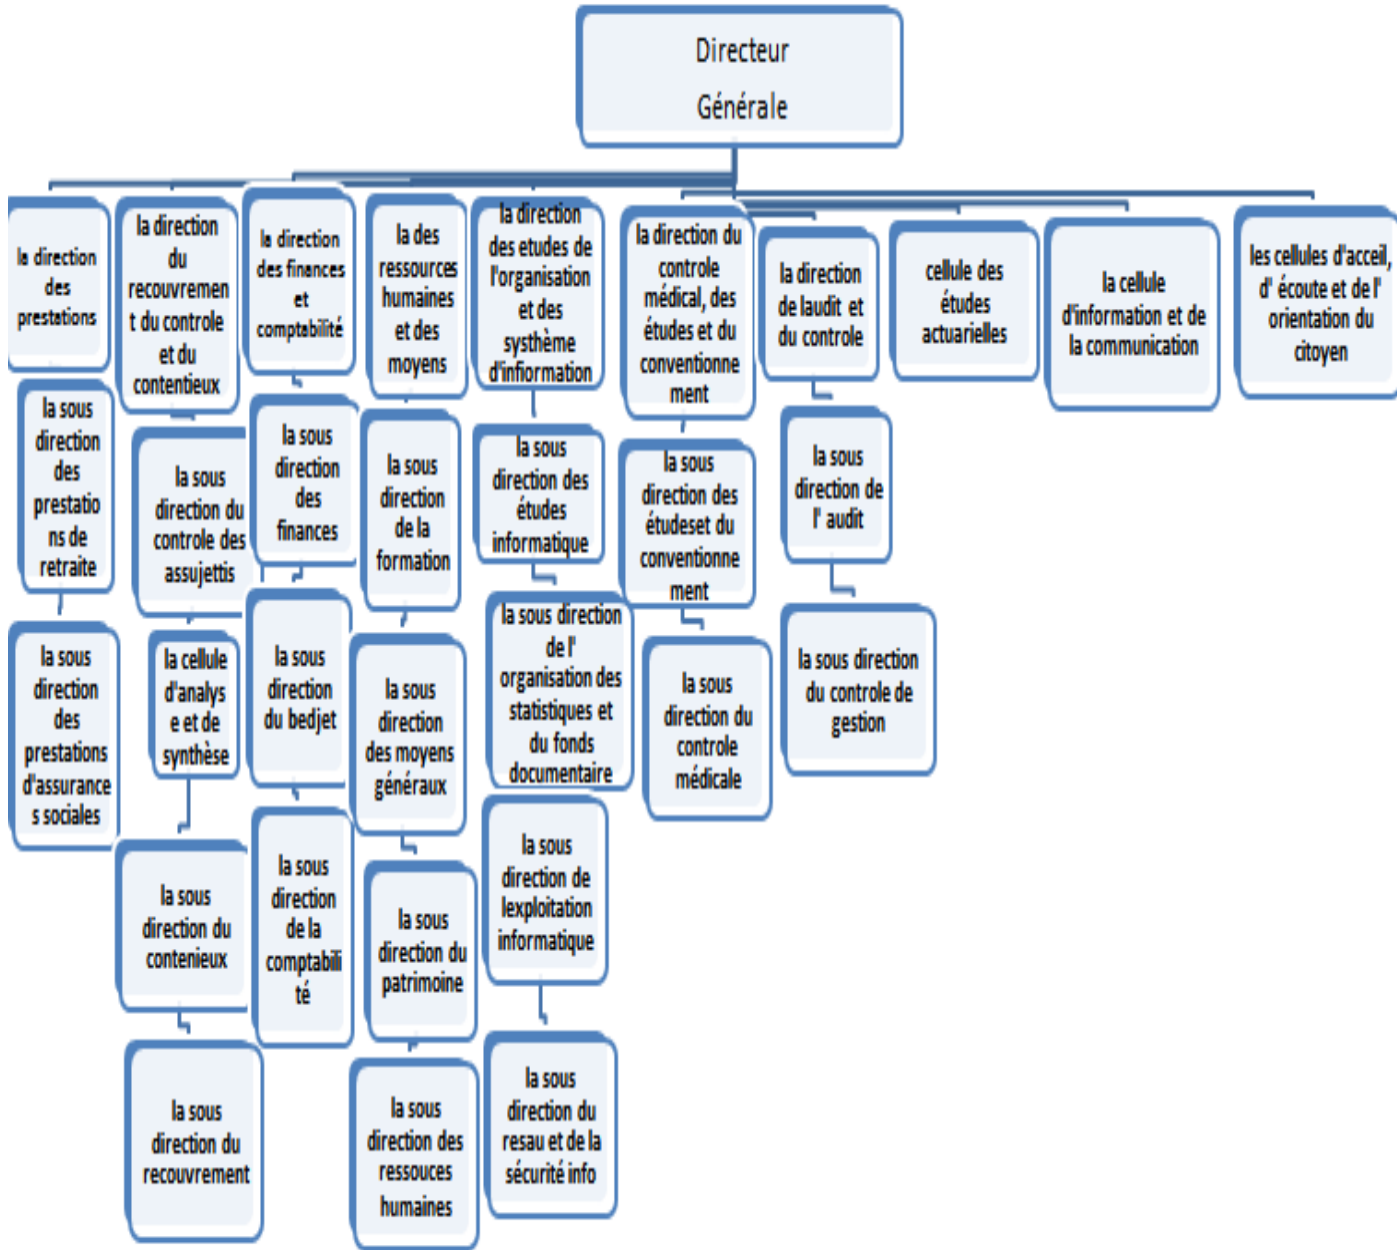 Directeur
Générale
la direction
des
prestations
la direction
du
recouvremen
t du controle
et du
contentieux
la direction
des finances
et
comptabilité
la des
ressources
humaines
et des
moyens
la direction
des etudes de
l'organisation
et des
systhème
d'infiormation
la direction du
controle
médical, des
études et du
conventionne
ment
la direction
de laudit et
du controle
cellule des
études
actuarielles
la cellule
d'information et de
la communication
les cellules d'acceil,
d' écoute et de l'
orientation du
citoyen
la sous
direction
des
prestatio
ns de
retraite
la sous
direction du
controle des
assujettis
la sous
direction
des
finances
la sous
direction
de la
formation
la sous
direction des
études
informatique
la sous
direction des
étudeset du
conventionne
ment
la sous
direction de
l' audit
la sous
direction
des
prestations
d'assurance
s sociales
la cellule
d'analys
e et de
synthèse
la sous
direction
du bedjet
la sous
direction
des moyens
généraux
la sous direction
de l'
organisation des
statistiques et
du fonds
documentaire
la sous
direction du
controle
médicale
la sous direction
du controle de
gestion
la sous
direction du
contenieux
la sous
direction
de la
comptabili
té
la sous
direction du
patrimoine
la sous
direction de
lexploitation
informatique
la sous
direction du
recouvrement
la sous
direction des
ressouces
humaines
la sous
direction du
resau et de la
sécurité info